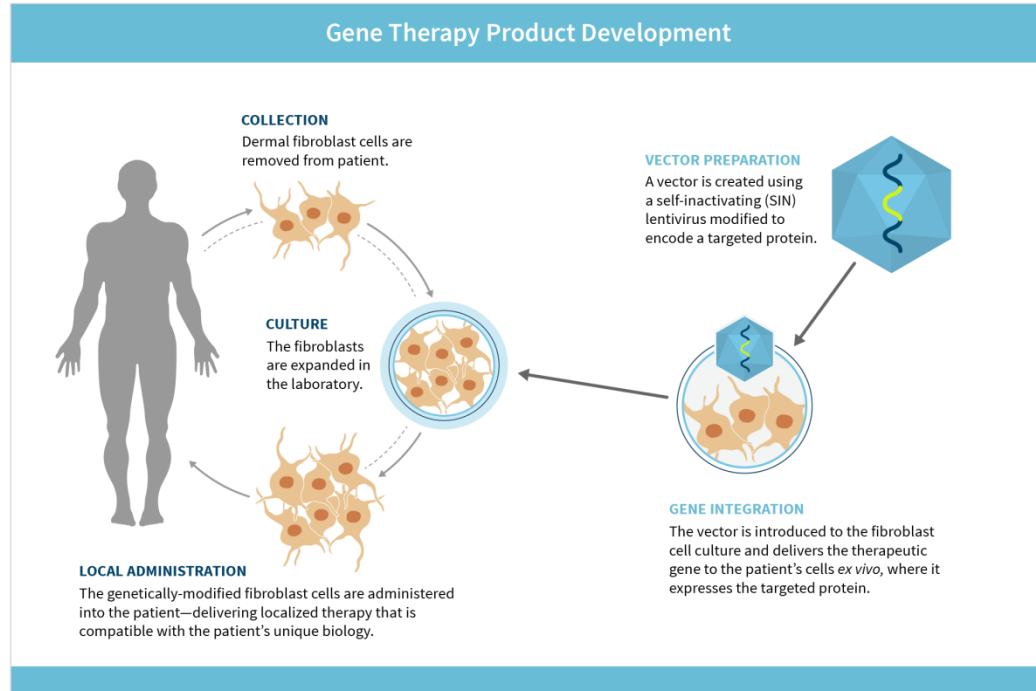 Gene Therapy Product Development
COLLECTION
Dermal fibroblast cells are
removed from patient.
VECTOR PREPARATION
A vector is created using
a self-inactivating (SIN)
lentivirus modified to
encode a targeted protein.
CULTURE
The fibroblasts
are expanded in
the laboratory.
GENE INTEGRATION
The vector is introduced to the fibroblast
cell culture and delivers the therapeutic
gene to the patient’s cells ex vivo, where it
expresses the targeted protein.
LOCAL ADMINISTRATION
The genetically-modified fibroblast cells are administered
into the patient—delivering localized therapy that is
compatible with the patient’s unique biology.